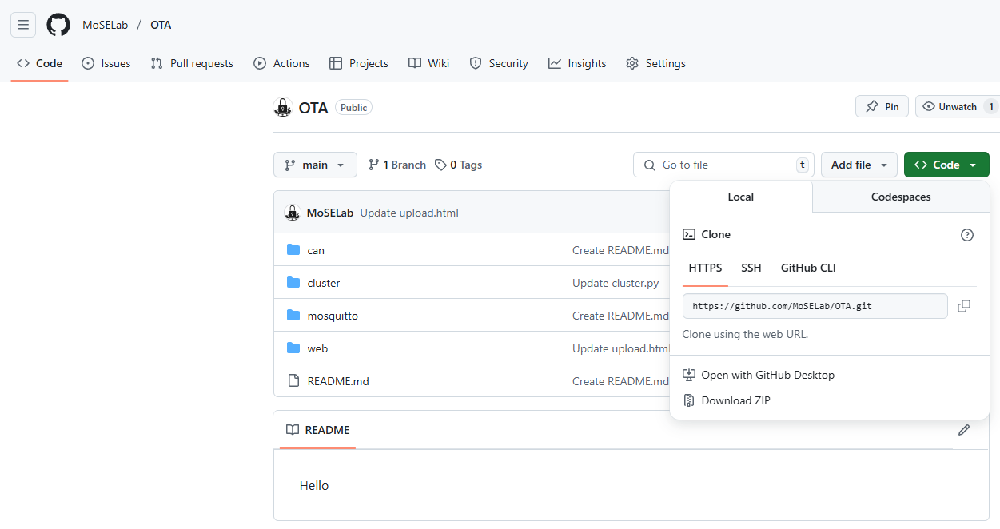 MoSELab / OTA
Code Issues Pull requests Actions Projects Wiki Security Insights Settings
OTA Public Pin Unwatch 1
main 1 Branch 0 Tags Go to file t Add file Code
Local Codespaces
MoSELab Update upload.html
Clone
can Create README.md
HTTPS SSH GitHub CLI
cluster Update cluster.py
https://github.com/MoSELab/OTA.git
mosquitto Create README.md
Clone using the web URL.
web Update upload.html
Open with GitHub Desktop
README.md Create README.md
Download ZIP
README
Hello